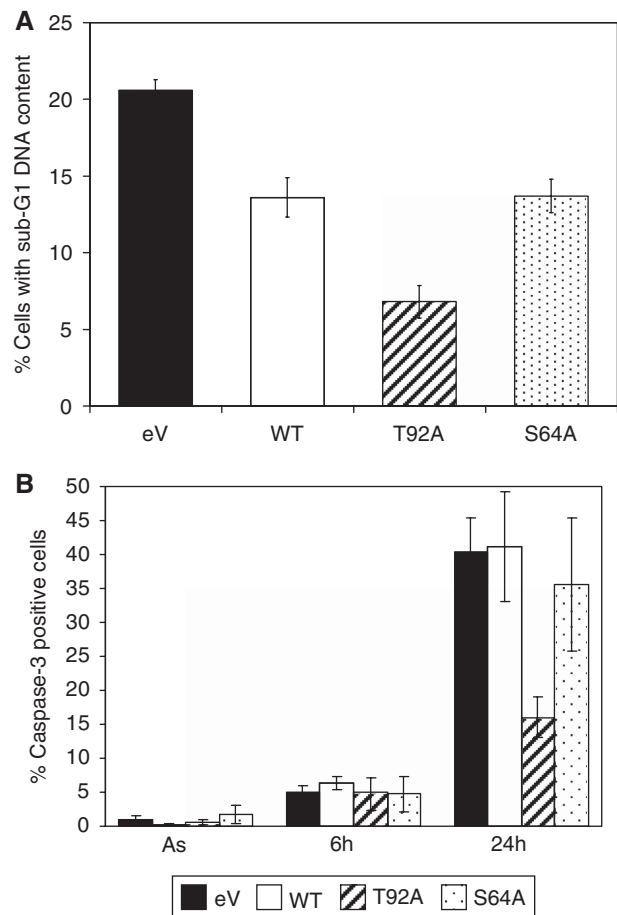 A
% Cells with sub-G1 DNA content
25
20
15
10
5
0
eV WT T92A S64A
B
% Caspase-3 positive cells
50
45
40
35
30
25
20
15
10
5
0
As 6h 24h
eV WT T92A S64A